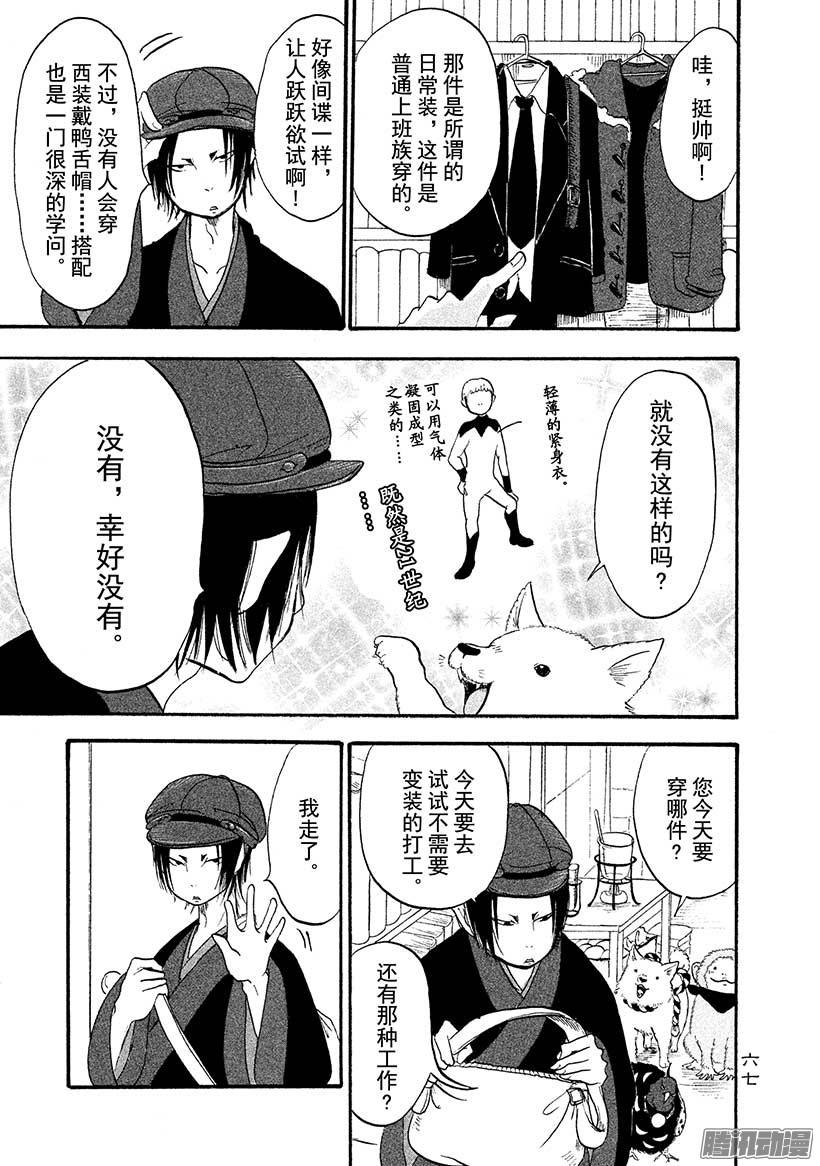 哇，挺帅啊！
那件是所谓的
日常装，这件是
普通上班族穿的。
好像间谍一样，
让人跃跃欲试啊！
不过，没有人会穿
西装戴鸭舌帽……搭配
也是一门很深的学问。
就没有这样的吗？
轻薄的紧身衣。
可以用气体
凝固成型
之类的……
既然是21世纪
……
没有，幸好没有。
您今天要
穿哪件？
今天要去
试试不需要
变装的打工。
还有那种工作？
我走了。
六七
腾讯动漫